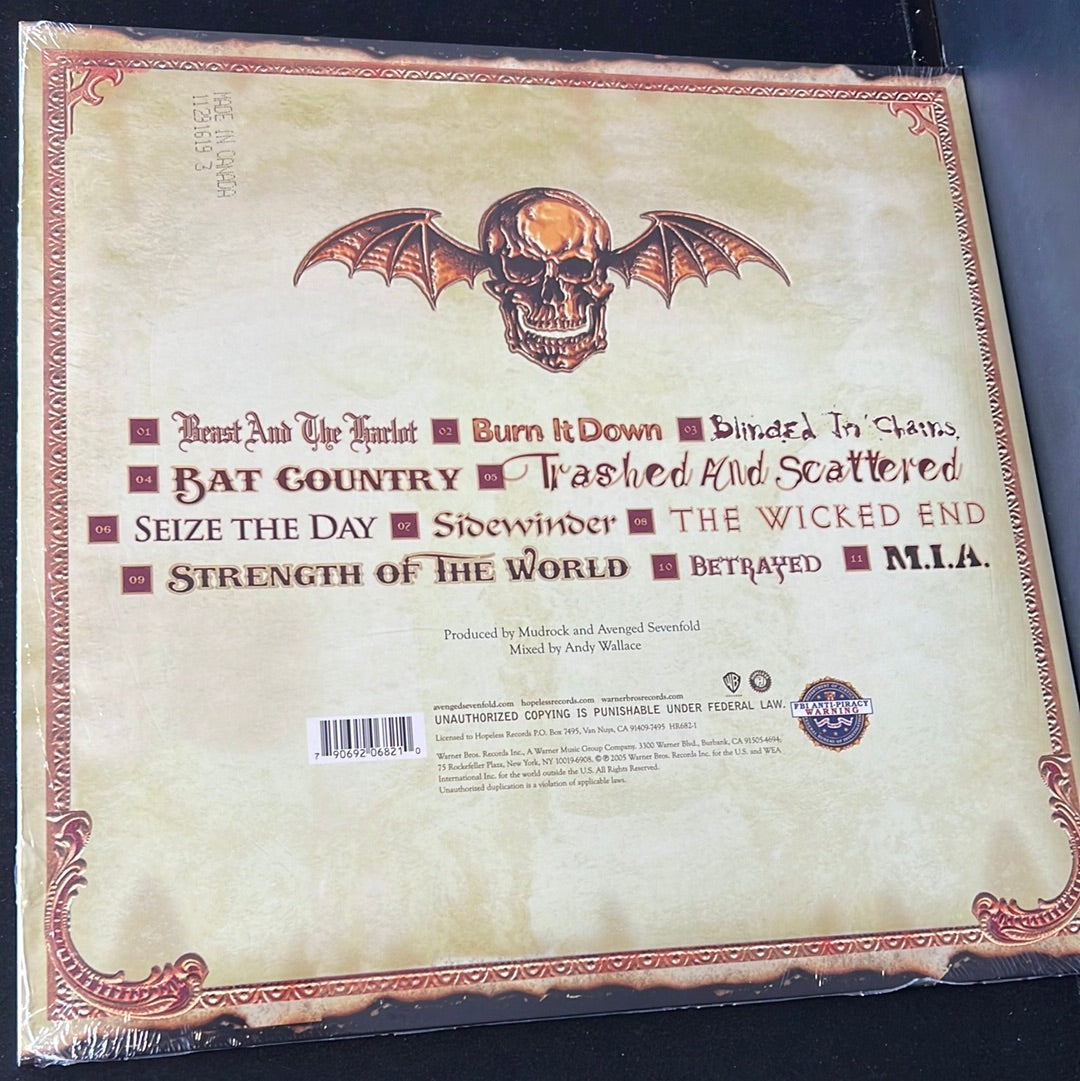 MADE IN CANADA
11291619 3
01 Beast And The Harlot 02 Burn It Down 03 Blinded In Chains
04 BAT COUNTRY 05 Trashed And Scattered
06 SEIZE THE DAY 07 Sidewinder 08 THE WICKED END
09 STRENGTH OF THE WORLD 10 BETRAYED 11 M.I.A.
Produced by Mudrock and Avenged Sevenfold
Mixed by Andy Wallace
WB
avengedsevenfold.com hopelessrecords.com warnerbrosrecords.com
UNAUTHORIZED COPYING IS PUNISHABLE UNDER FEDERAL LAW.
FBI ANTI-PIRACY
WARNING
Licensed to Hopeless Records P.O. Box 7495, Van Nuys, CA 91409-7495 HR682-1
Warner Bros. Records Inc., A Warner Music Group Company. 3300 Warner Blvd., Burbank, CA 91505-4694;
75 Rockefeller Plaza, New York, NY 10019-6908. ©℗ 2005 Warner Bros. Records Inc. for the U.S. and WEA
International Inc. for the world outside the U.S. All Rights Reserved.
Unauthorized duplication is a violation of applicable laws.
7 90692 06821 0